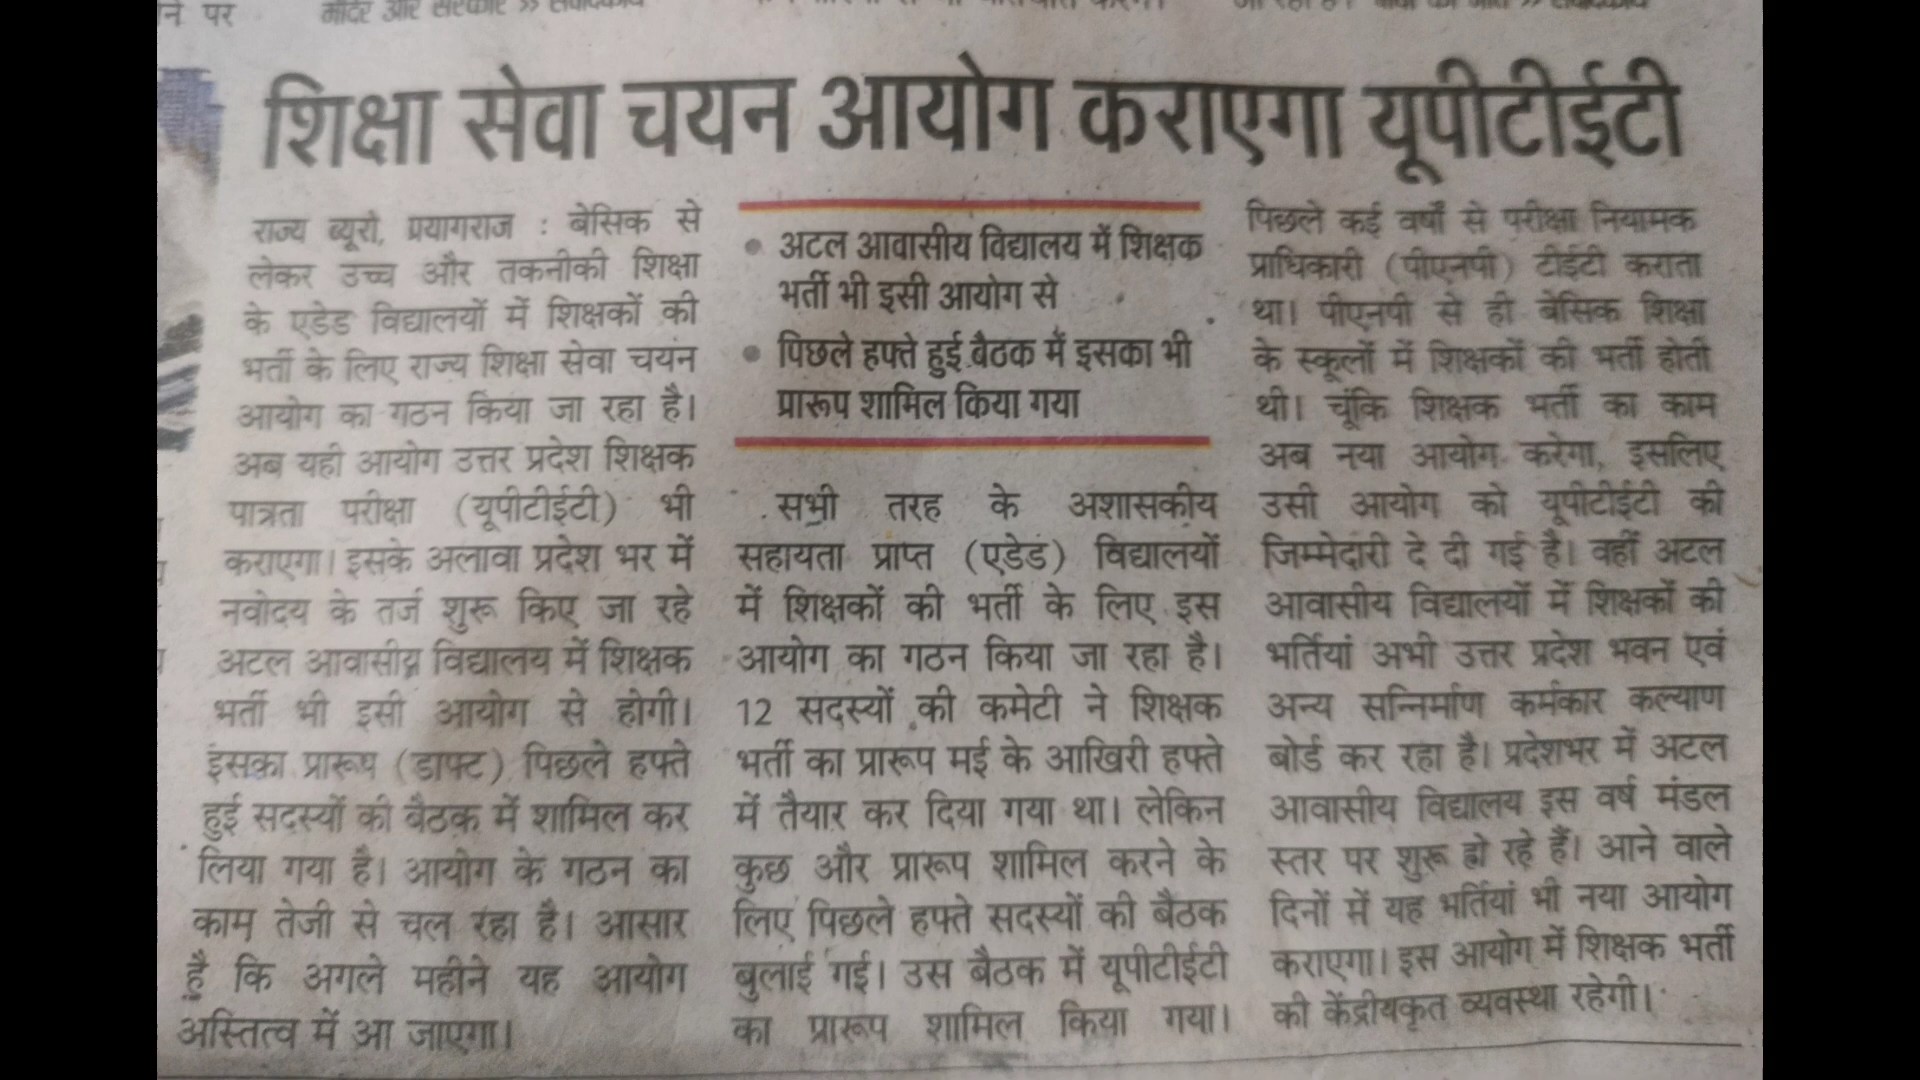 ने पर
शिक्षा सेवा चयन आयोग कराएगा यूपीटीईटी
राज्य ब्यूरो, प्रयागराज : बेसिक से
लेकर उच्च और तकनीकी शिक्षा
के एडेड विद्यालयों में शिक्षकों की
भर्ती के लिए राज्य शिक्षा सेवा चयन
आयोग का गठन किया जा रहा है।
अब यही आयोग उत्तर प्रदेश शिक्षक
पात्रता परीक्षा (यूपीटीईटी) भी
कराएगा। इसके अलावा प्रदेश भर में
नवोदय के तर्ज शुरू किए जा रहे
अटल आवासीय विद्यालय में शिक्षक
भर्ती भी इसी आयोग से होगी।
इसका प्रारूप (डाफ्ट) पिछले हफ्ते
हुई सदस्यों की बैठक में शामिल कर
लिया गया है। आयोग के गठन का
काम तेजी से चल रहा है। आसार
है कि अगले महीने यह आयोग
अस्तित्व में आ जाएगा।
• अटल आवासीय विद्यालय में शिक्षक
भर्ती भी इसी आयोग से
• पिछले हफ्ते हुई बैठक में इसका भी
प्रारूप शामिल किया गया
सभी तरह के अशासकीय
सहायता प्राप्त (एडेड) विद्यालयों
में शिक्षकों की भर्ती के लिए इस
आयोग का गठन किया जा रहा है।
12 सदस्यों की कमेटी ने शिक्षक
भर्ती का प्रारूप मई के आखिरी हफ्ते
में तैयार कर दिया गया था। लेकिन
कुछ और प्रारूप शामिल करने के
लिए पिछले हफ्ते सदस्यों की बैठक
बुलाई गई। उस बैठक में यूपीटीईटी
का प्रारूप शामिल किया गया।
पिछले कई वर्षों से परीक्षा नियामक
प्राधिकारी (पीएनपी) टीईटी कराता
था। पीएनपी से ही बेसिक शिक्षा
के स्कूलों में शिक्षकों की भर्ती होती
थी। चूंकि शिक्षक भर्ती का काम
अब नया आयोग करेगा, इसलिए
उसी आयोग को यूपीटीईटी की
जिम्मेदारी दे दी गई है। वहीं अटल
आवासीय विद्यालयों में शिक्षकों की
भर्तियां अभी उत्तर प्रदेश भवन एवं
अन्य सन्निर्माण कर्मकार कल्याण
बोर्ड कर रहा है। प्रदेशभर में अटल
आवासीय विद्यालय इस वर्ष मंडल
स्तर पर शुरू हो रहे हैं। आने वाले
दिनों में यह भर्तियां भी नया आयोग
कराएगा। इस आयोग में शिक्षक भर्ती
की केंद्रीयकृत व्यवस्था रहेगी।